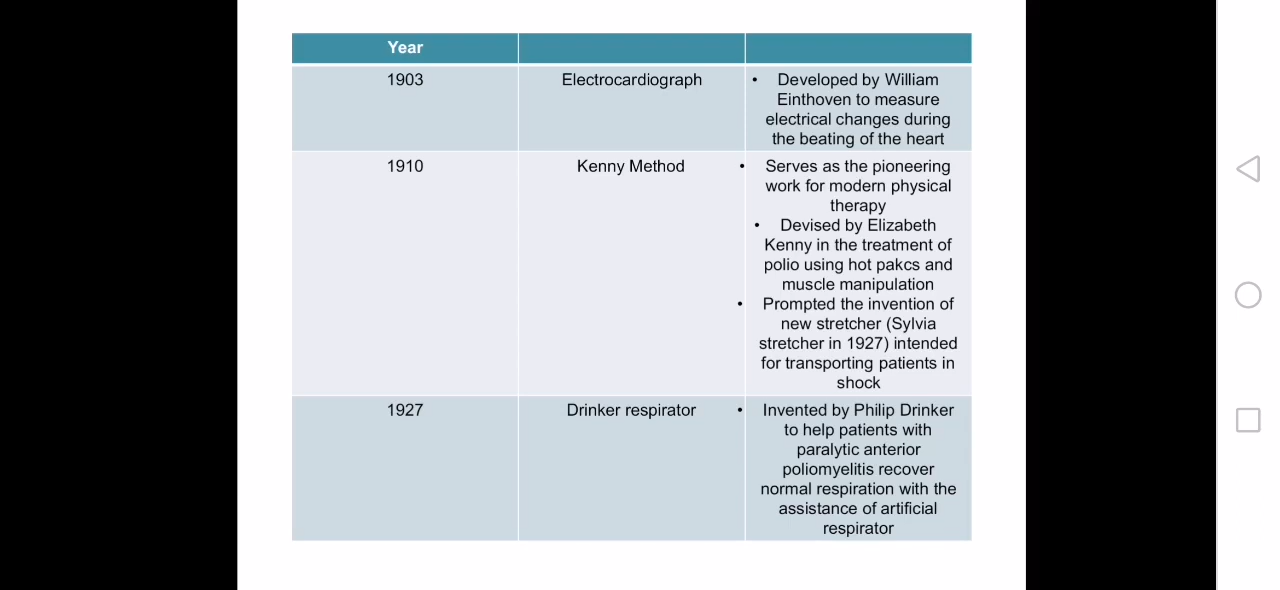 Year
1903
Electrocardiograph
• Developed by William
Einthoven to measure
electrical changes during
the beating of the heart
1910
Kenny Method
• Serves as the pioneering
work for modern physical
therapy
• Devised by Elizabeth
Kenny in the treatment of
polio using hot pakcs and
muscle manipulation
• Prompted the invention of
new stretcher (Sylvia
stretcher in 1927) intended
for transporting patients in
shock
1927
Drinker respirator
• Invented by Philip Drinker
to help patients with
paralytic anterior
poliomyelitis recover
normal respiration with the
assistance of artificial
respirator